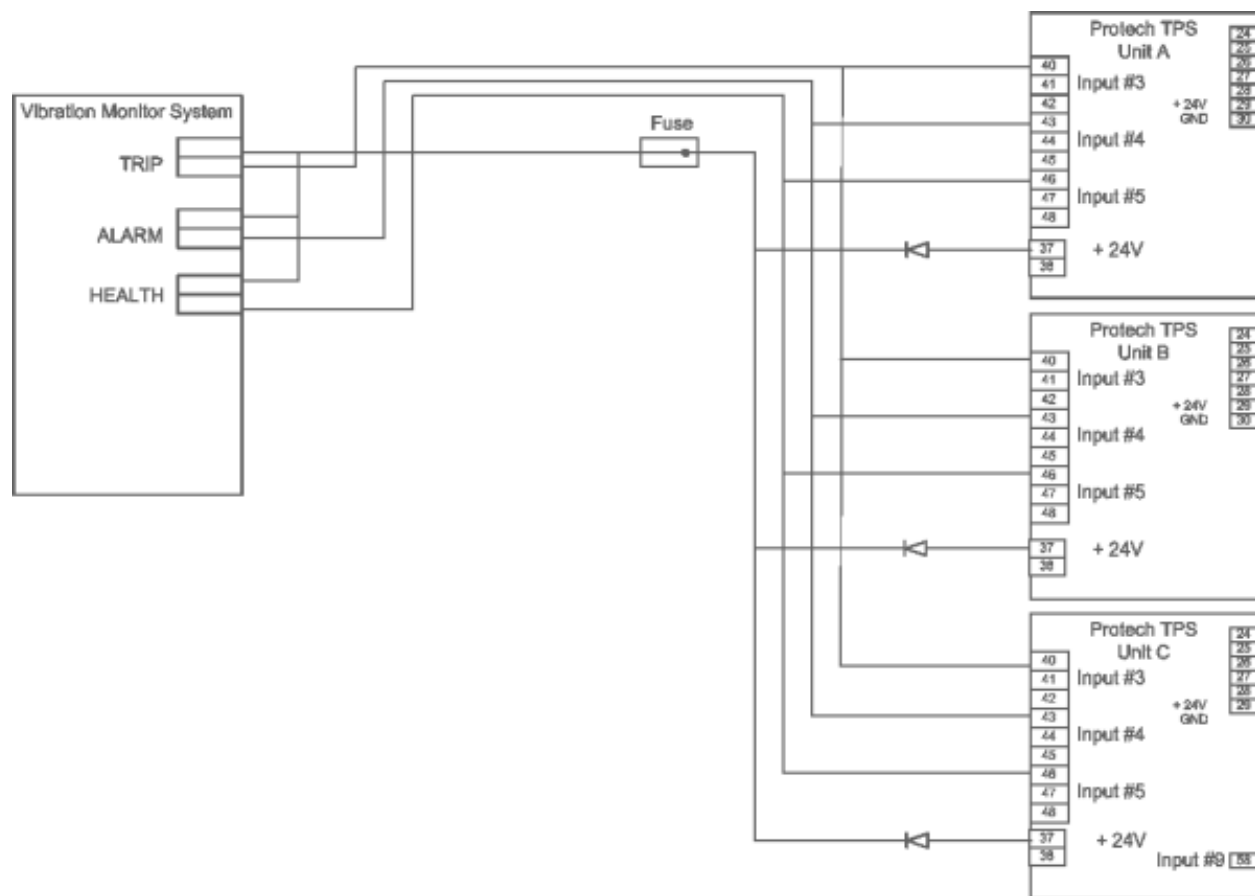 Vibration Monitor System
TRIP
ALARM
HEALTH
Fuse
Protech TPS
Unit A
40
41
42
43
44
45
46
47
48
Input #3
Input #4
Input #5
37
38
+ 24V
24
25
26
27
28
29
30
+ 24V
GND
Protech TPS
Unit B
40
41
42
43
44
45
46
47
48
Input #3
Input #4
Input #5
37
38
+ 24V
24
25
26
27
28
29
30
+ 24V
GND
Protech TPS
Unit C
40
41
42
43
44
45
46
47
48
Input #3
Input #4
Input #5
37
38
+ 24V
24
25
26
27
28
29
+ 24V
GND
Input #9